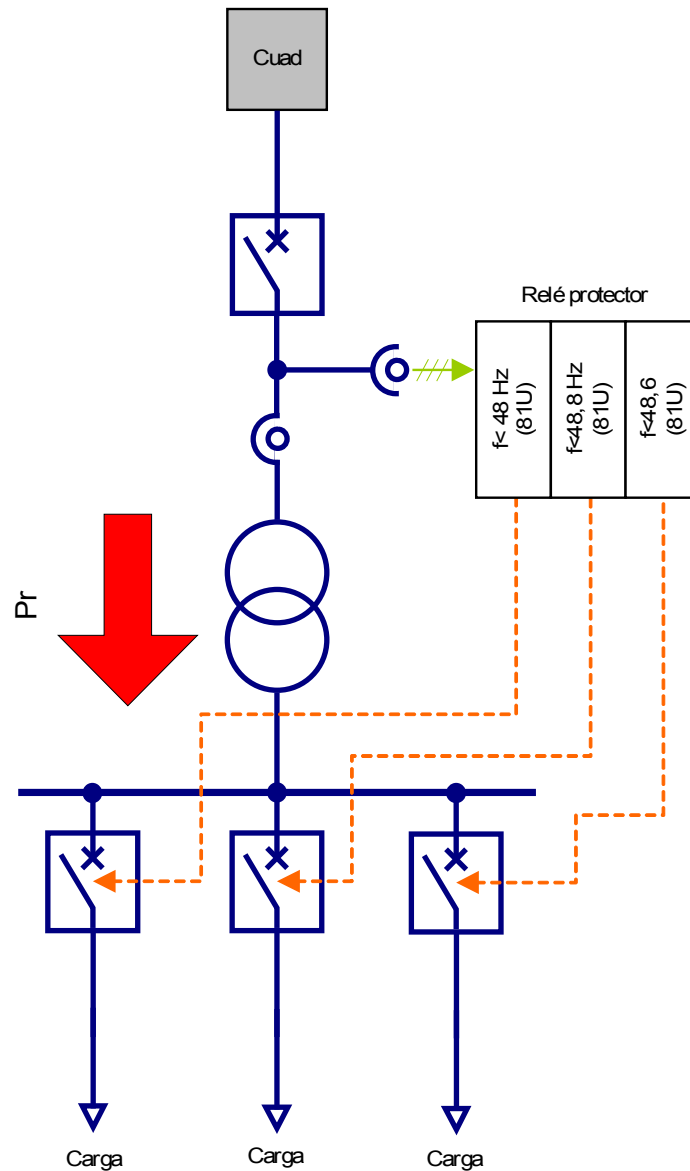 Cuad
Relé protector
f< 48 Hz
(81U)
f<48,8 Hz
(81U)
f<48,6
(81U)
Pr
Carga
Carga
Carga